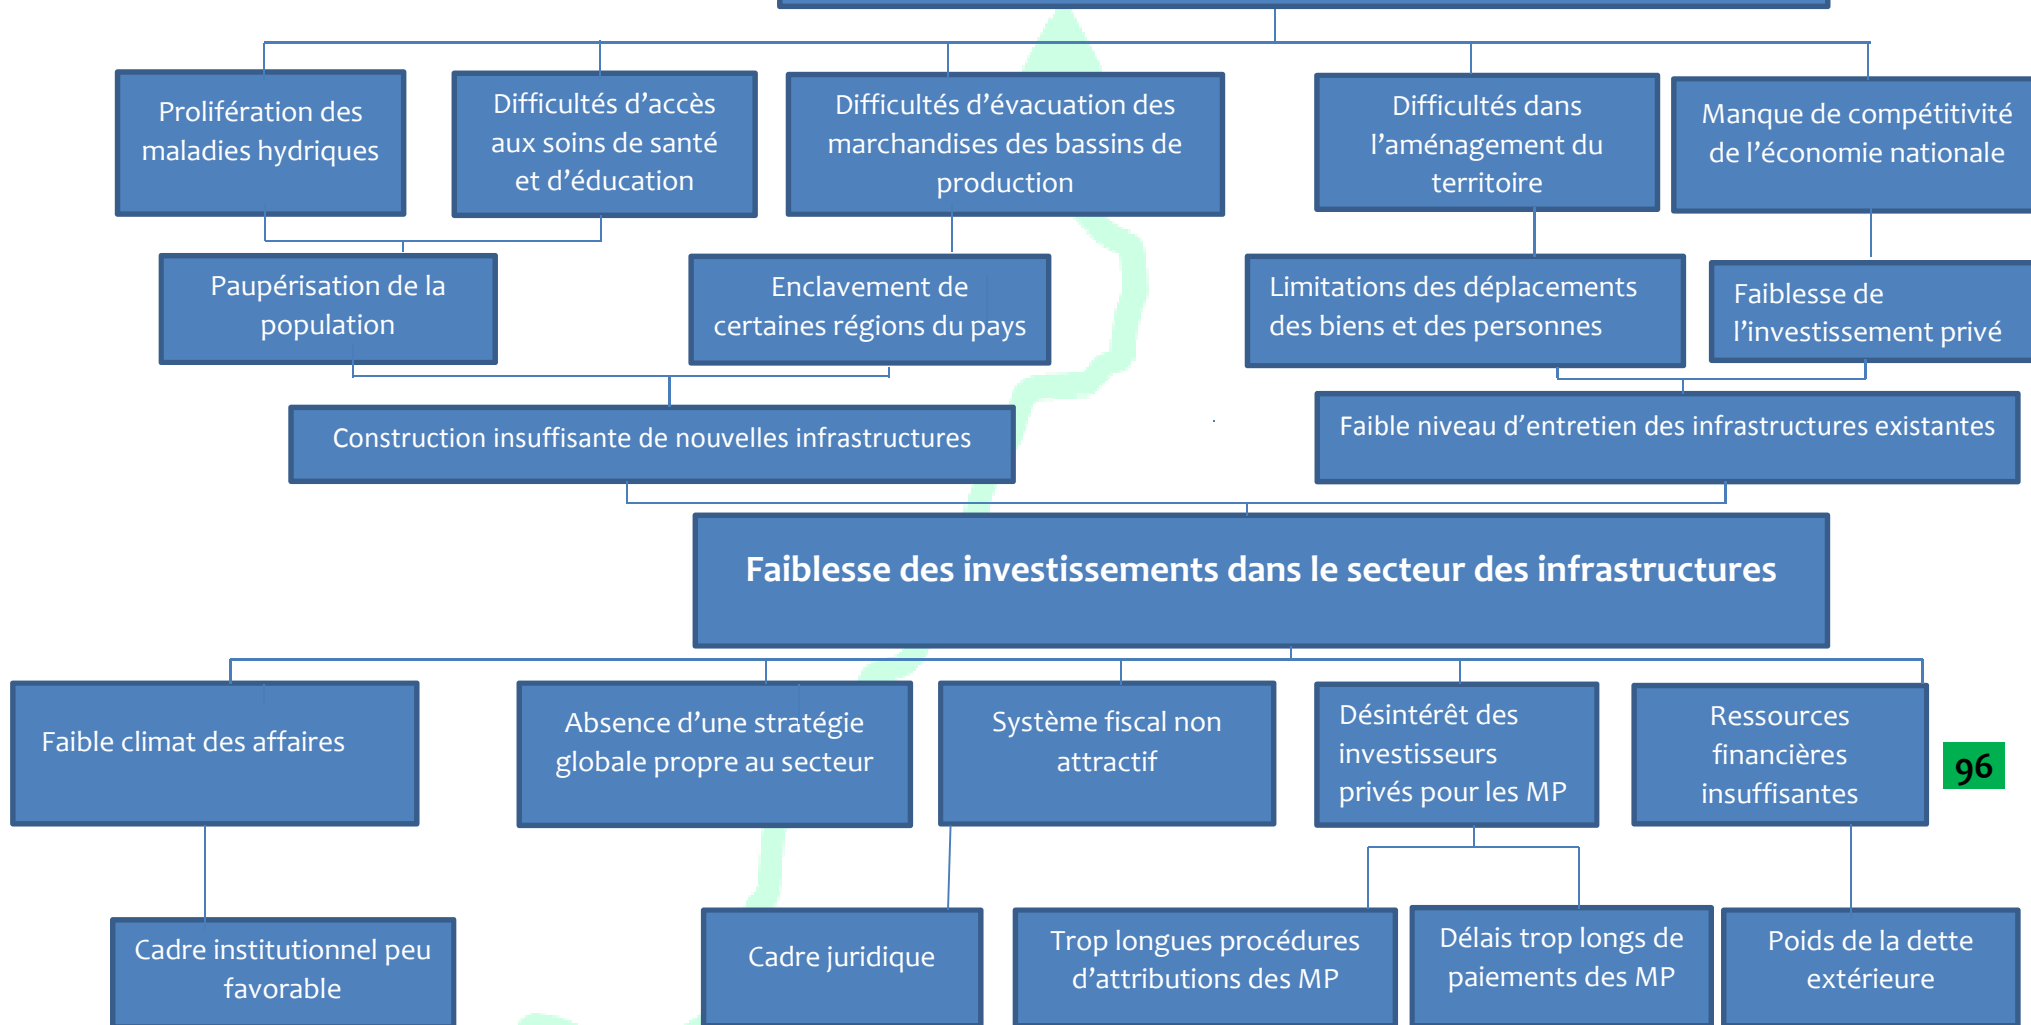 Prolifération des
maladies hydriques
Difficultés d’accès
aux soins de santé
et d’éducation
Difficultés d’évacuation des
marchandises des bassins de
production
Difficultés dans
l’aménagement du
territoire
Manque de compétitivité
de l’économie nationale
Paupérisation de la
population
Enclavement de
certaines régions du pays
Limitations des déplacements
des biens et des personnes
Faiblesse de
l’investissement privé
Construction insuffisante de nouvelles infrastructures
Faible niveau d’entretien des infrastructures existantes
Faiblesse des investissements dans le secteur des infrastructures
Faible climat des affaires
Absence d’une stratégie
globale propre au secteur
Système fiscal non
attractif
Désintérêt des
investisseurs
privés pour les MP
Ressources
financières
insuffisantes
96
Cadre institutionnel peu
favorable
Cadre juridique
Trop longues procédures
d’attributions des MP
Délais trop longs de
paiements des MP
Poids de la dette
extérieure